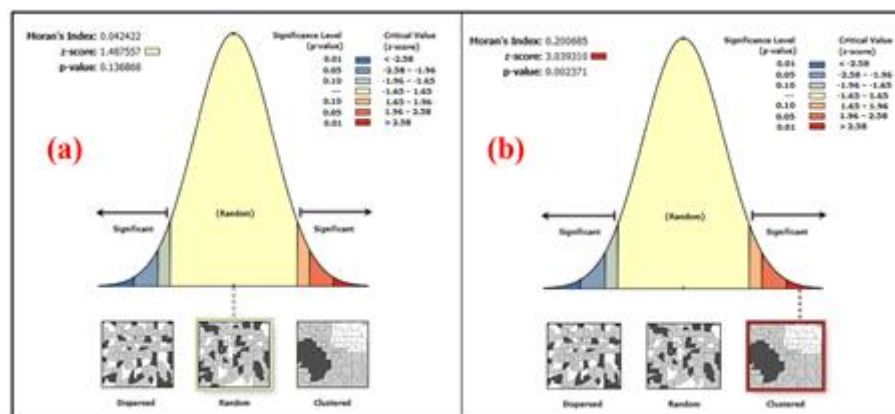 Moran's Index: 0.042422
z-score: 1.487557
p-value: 0.136868
Significance Level
(p-value)
Critical Value
(z-score)
0.01 < -2.58
0.05 -2.58 – -1.96
0.10 -1.96 – -1.65
--- -1.65 – 1.65
0.10 1.65 – 1.96
0.05 1.96 – 2.58
0.01 > 2.58
(a)
(Random)
Significant
Significant
Dispersed
Random
Clustered
Moran's Index: 0.200685
z-score: 3.039310
p-value: 0.002371
Significance Level
(p-value)
Critical Value
(z-score)
0.01 < -2.58
0.05 -2.58 – -1.96
0.10 -1.96 – -1.65
--- -1.65 – 1.65
0.10 1.65 – 1.96
0.05 1.96 – 2.58
0.01 > 2.58
(b)
(Random)
Significant
Significant
Dispersed
Random
Clustered